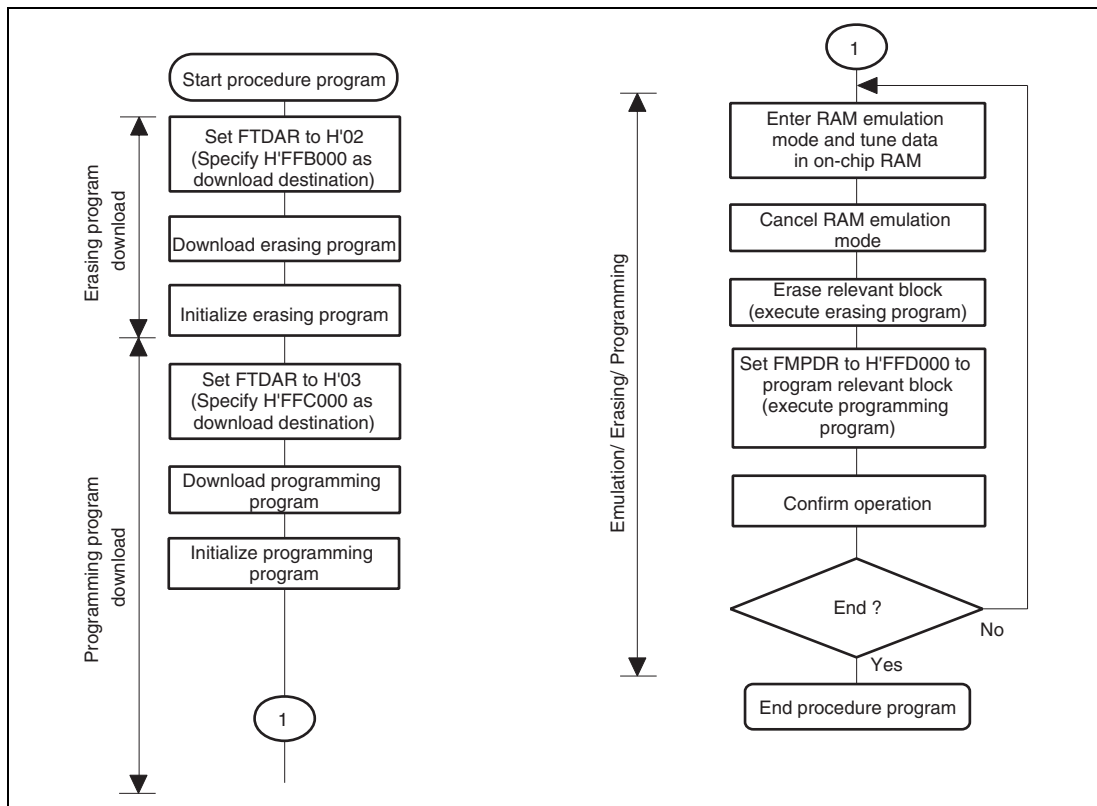 Start procedure program
Erasing program
download
Set FTDAR to H'02
(Specify H'FFB000 as
download destination)
Download erasing program
Initialize erasing program
Programming program
download
Set FTDAR to H'03
(Specify H'FFC000 as
download destination)
Download programming
program
Initialize programming
program
1
1
Emulation/ Erasing/ Programming
Enter RAM emulation
mode and tune data
in on-chip RAM
Cancel RAM emulation
mode
Erase relevant block
(execute erasing program)
Set FMPDR to H'FFD000 to
program relevant block
(execute programming
program)
Confirm operation
End ?
No
Yes
End procedure program